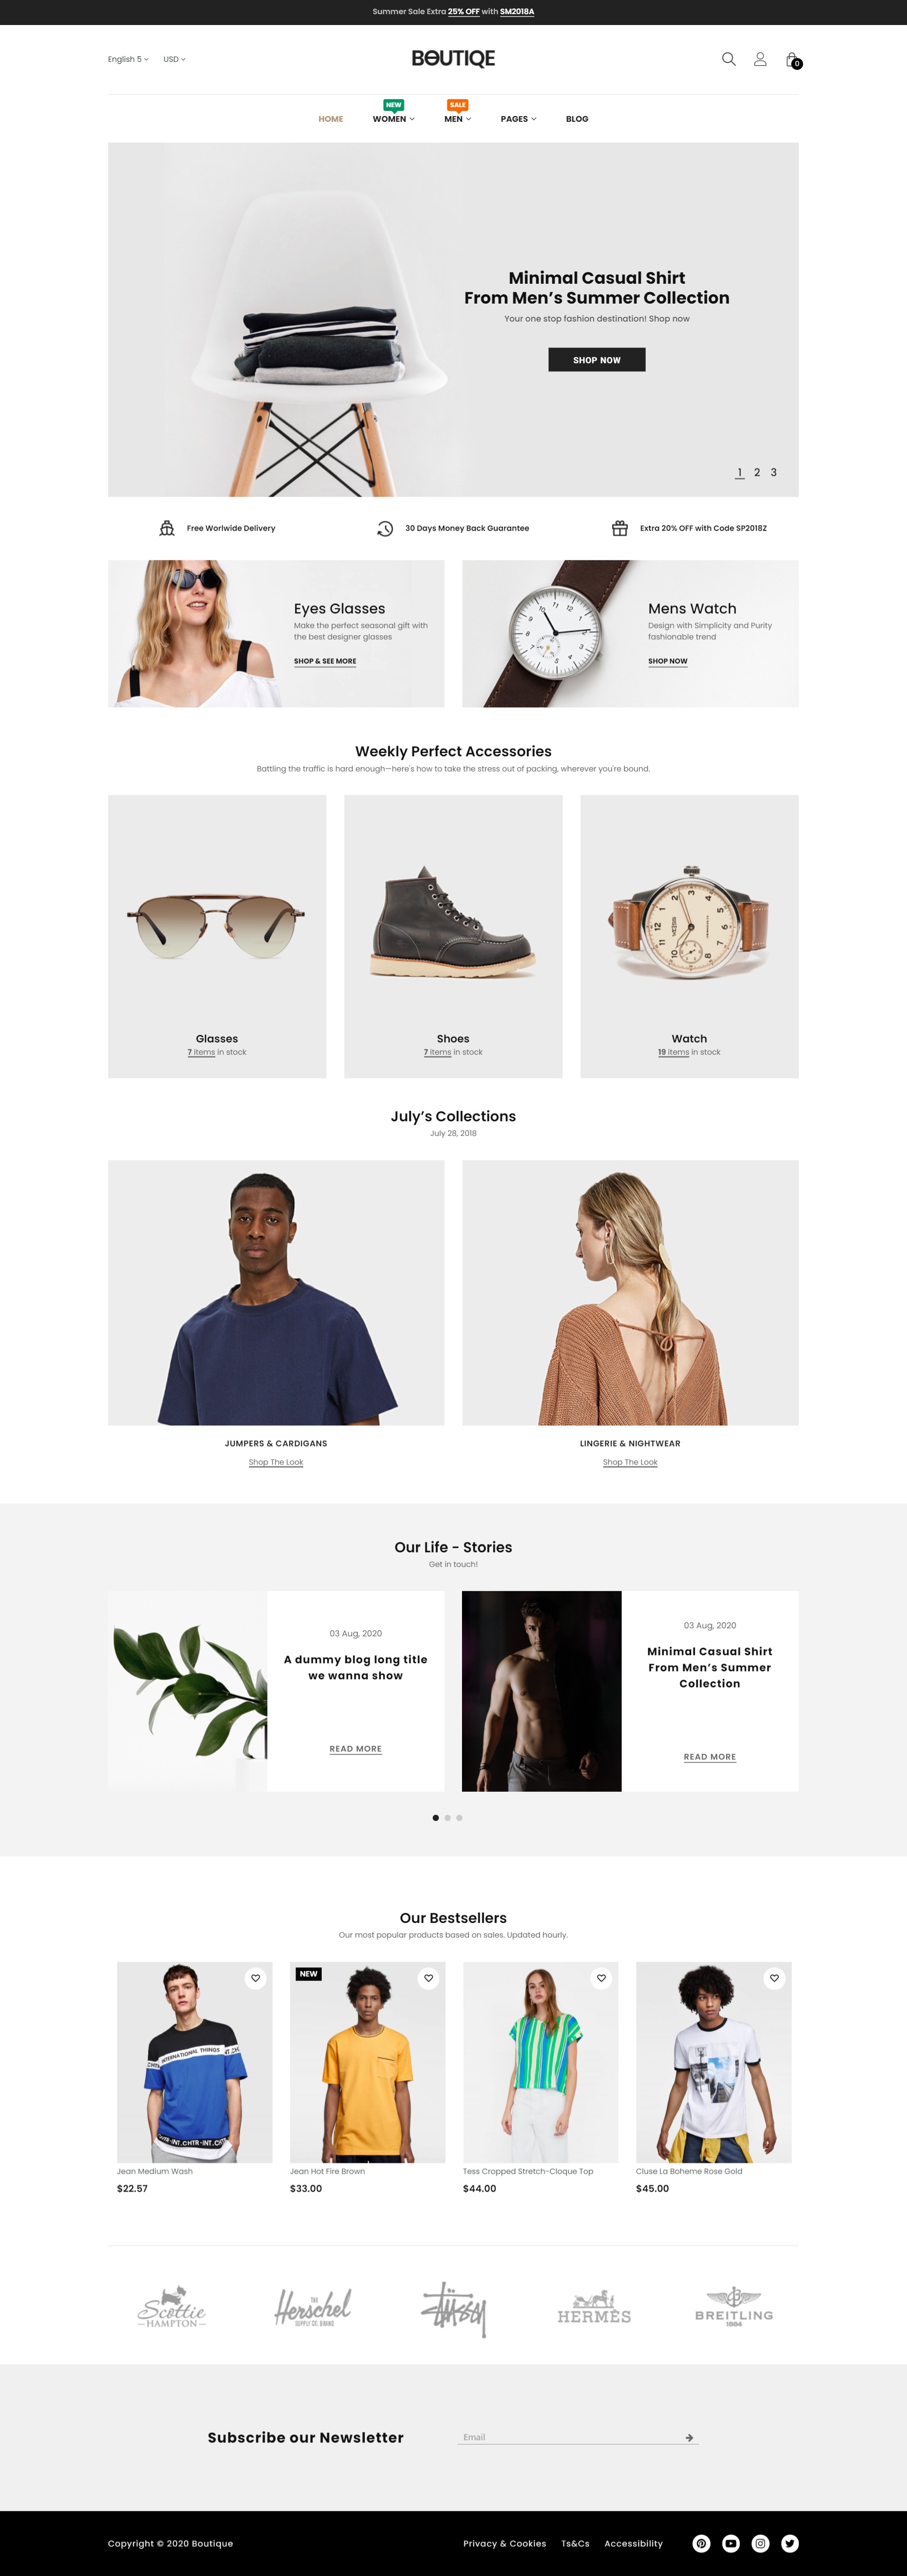 Summer Sale Extra 25% OFF with SM2018A
English 5
USD
BOUTIQE
0
NEW
SALE
HOME
WOMEN
MEN
PAGES
BLOG
Minimal Casual Shirt
From Men’s Summer Collection
Your one stop fashion destination! Shop now
SHOP NOW
1 2 3
Free Worlwide Delivery
30 Days Money Back Guarantee
Extra 20% OFF with Code SP2018Z
Eyes Glasses
Make the perfect seasonal gift with
the best designer glasses
SHOP & SEE MORE
Mens Watch
Design with Simplicity and Purity
fashionable trend
SHOP NOW
Weekly Perfect Accessories
Battling the traffic is hard enough—here's how to take the stress out of packing, wherever you're bound.
Glasses
7 items in stock
Shoes
7 items in stock
Watch
19 items in stock
July’s Collections
July 28, 2018
JUMPERS & CARDIGANS
Shop The Look
LINGERIE & NIGHTWEAR
Shop The Look
Our Life - Stories
Get in touch!
03 Aug, 2020
A dummy blog long title
we wanna show
READ MORE
03 Aug, 2020
Minimal Casual Shirt
From Men’s Summer
Collection
READ MORE
Our Bestsellers
Our most popular products based on sales. Updated hourly.
INTERNATIONAL THINGS
INT.CHTR-INT.CHT
Jean Medium Wash
$22.57
NEW
Jean Hot Fire Brown
$33.00
Tess Cropped Stretch-Cloque Top
$44.00
Cluse La Boheme Rose Gold
$45.00
Scottie
HAMPTON
THE
Herschel
SUPPLY CO. BRAND
Stüssy
HERMÈS
BREITLING
1884
Subscribe our Newsletter
Email
Copyright © 2020 Boutique
Privacy & Cookies
Ts&Cs
Accessibility